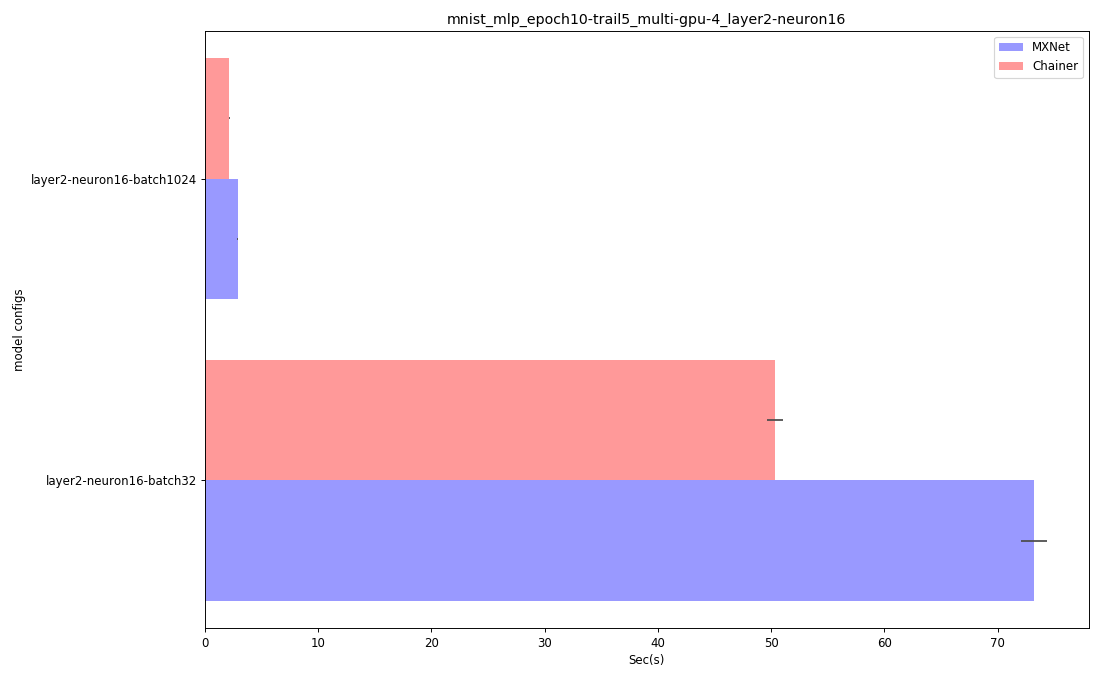 mnist_mlp_epoch10-trail5_multi-gpu-4_layer2-neuron16
MXNet
Chainer
layer2-neuron16-batch1024
model configs
layer2-neuron16-batch32
0 10 20 30 40 50 60 70
Sec(s)